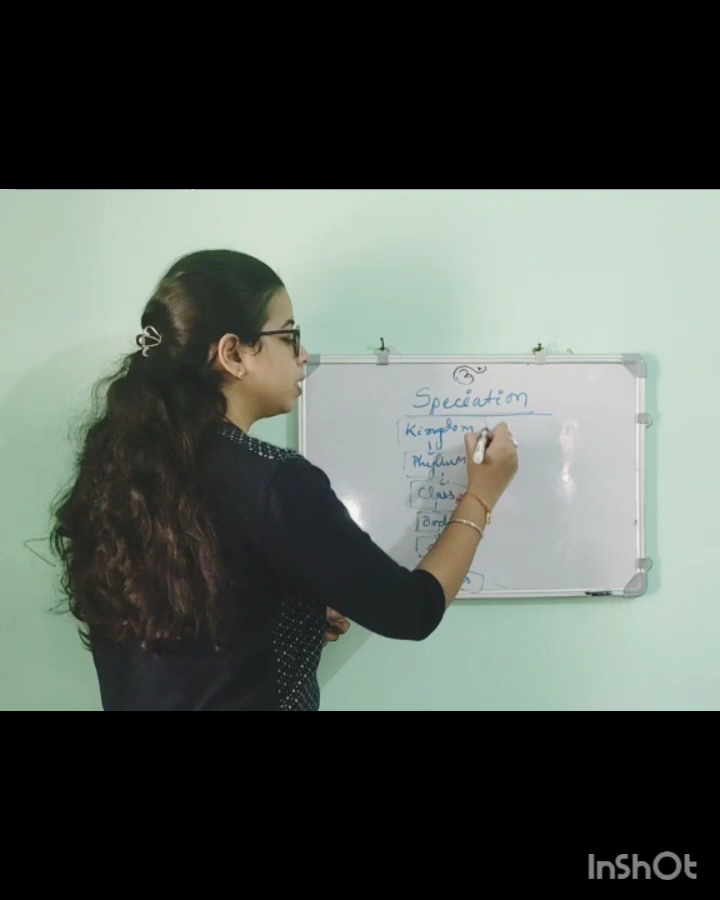 ॐ
Speciation
Kingdom
Phylum
Class
InShOt